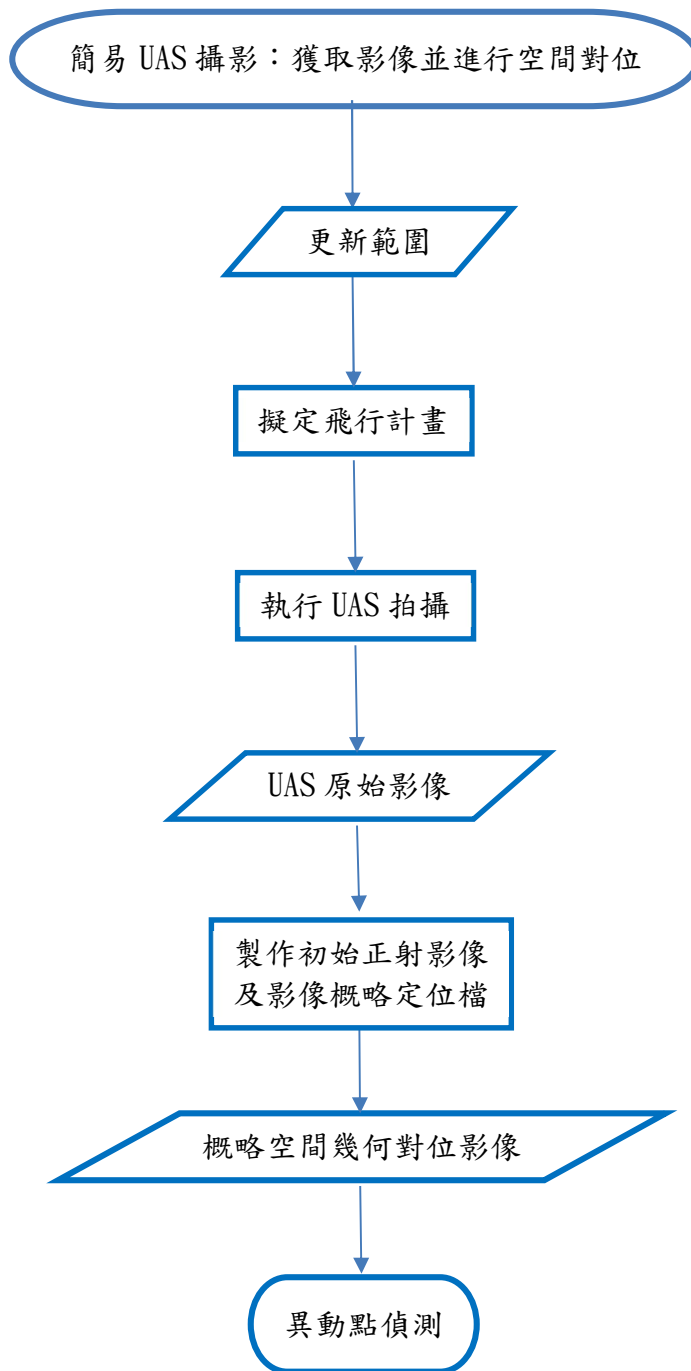 簡易 UAS 攝影：獲取影像並進行空間對位
更新範圍
擬定飛行計畫
執行 UAS 拍攝
UAS 原始影像
製作初始正射影像
及影像概略定位檔
概略空間幾何對位影像
異動點偵測